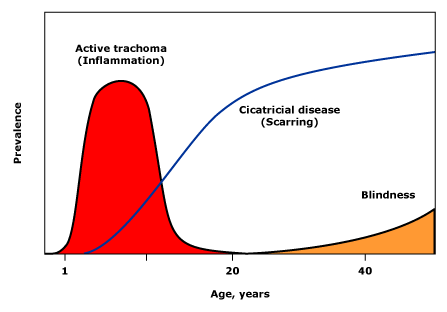 Active trachoma
(Inflammation)
Cicatricial disease
(Scarring)
Blindness
Prevalence
1
20
40
Age, years